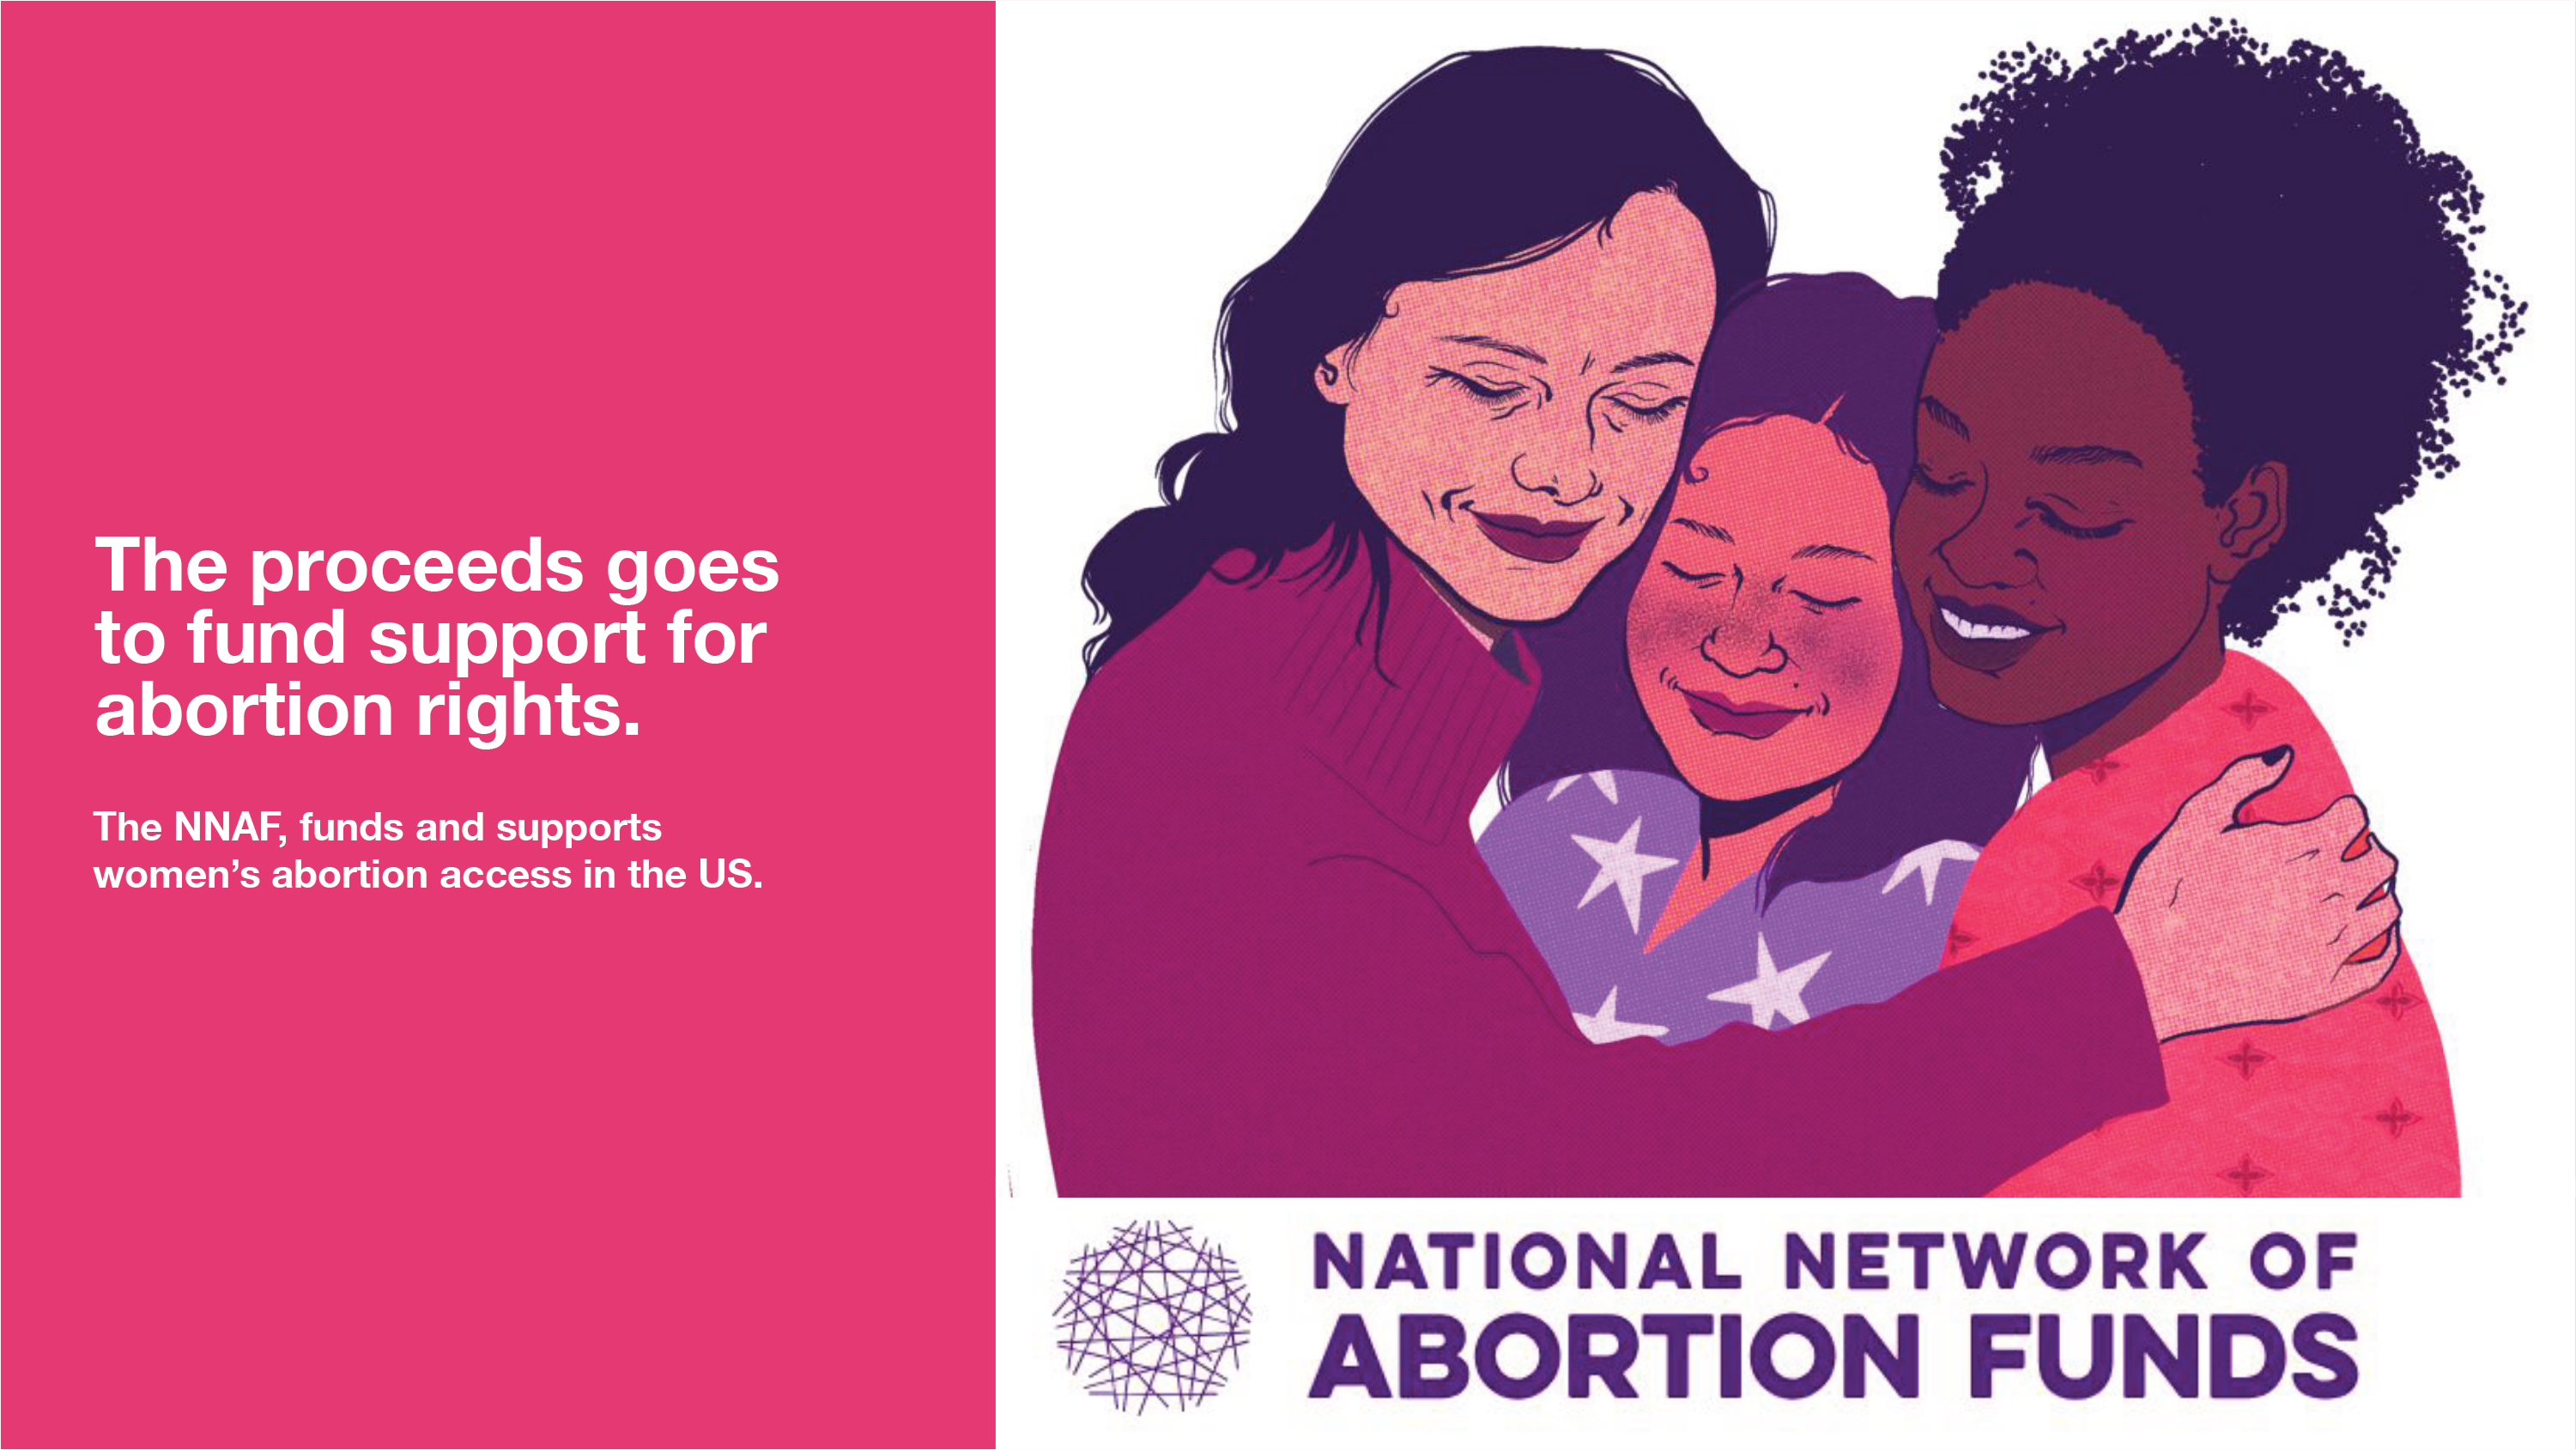 The proceeds goes
to fund support for
abortion rights.
The NNAF, funds and supports
women’s abortion access in the US.
NATIONAL NETWORK OF
ABORTION FUNDS